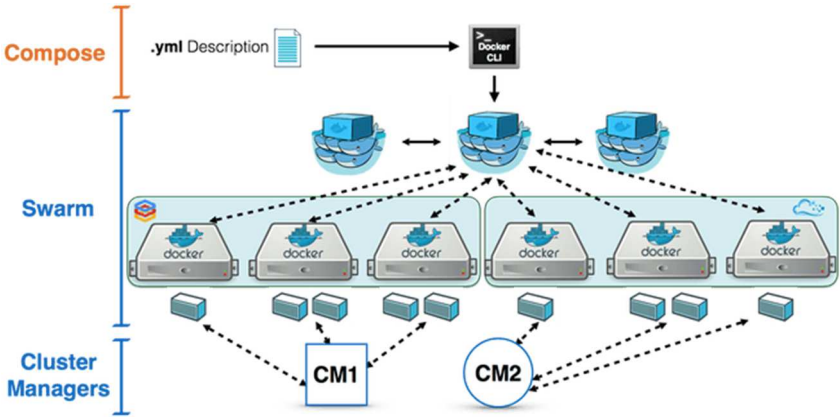 Compose
.yml Description
>_
Docker
CLI
Swarm
docker
docker
docker
docker
docker
docker
Cluster
Managers
CM1
CM2